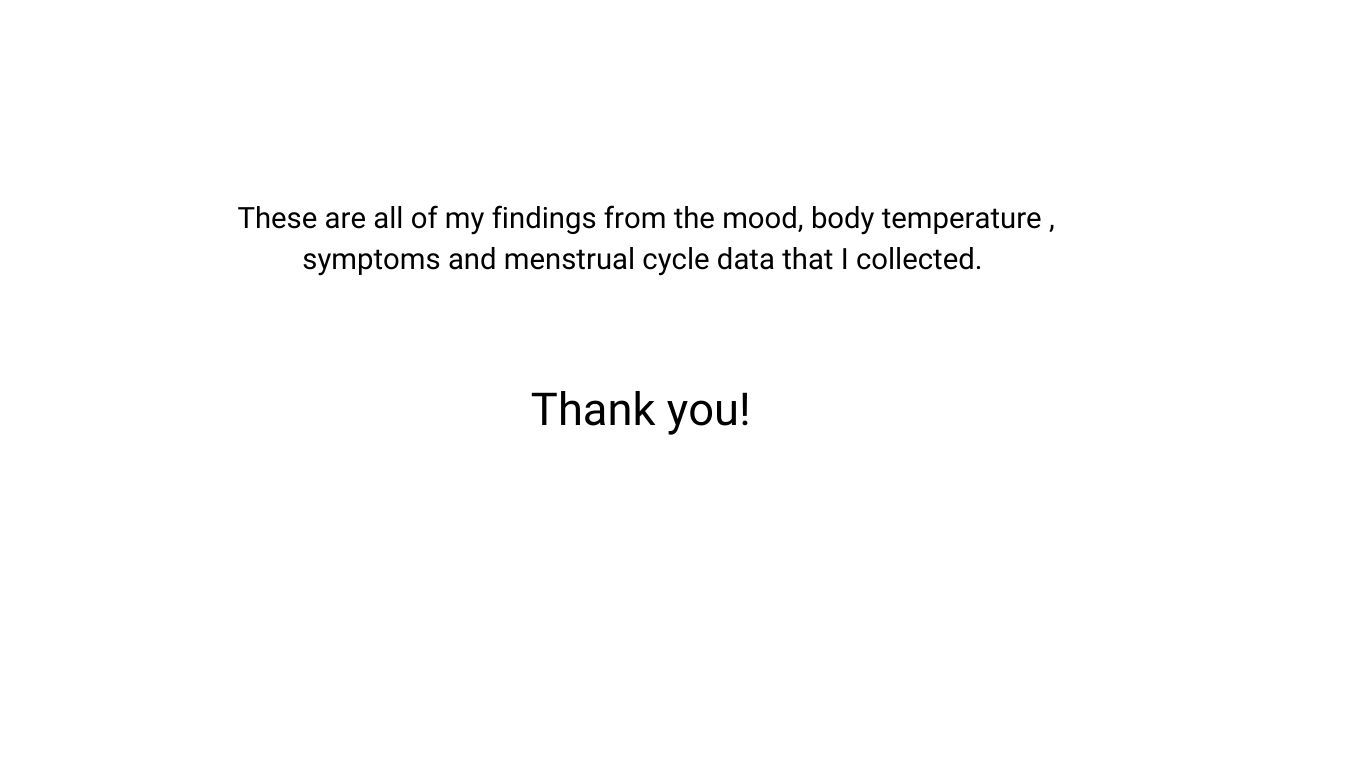 These are all of my findings from the mood, body temperature ,
symptoms and menstrual cycle data that I collected.
Thank you!